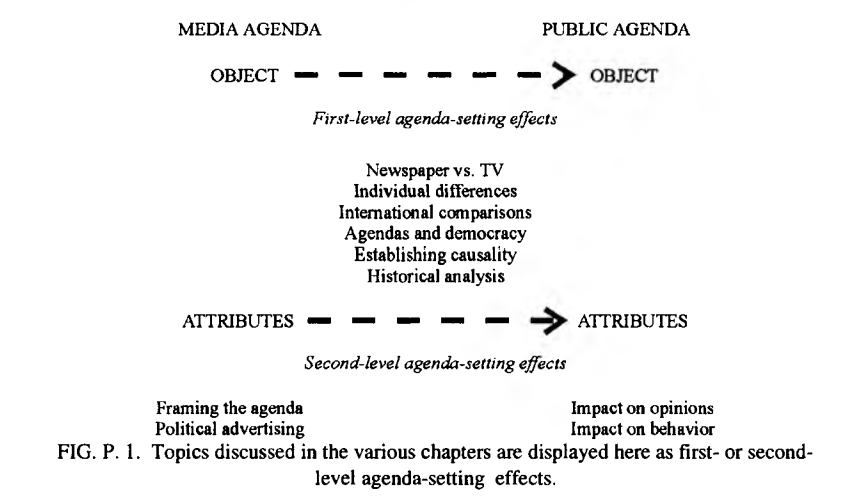 MEDIA AGENDA PUBLIC AGENDA
OBJECT OBJECT
First-level agenda-setting effects
Newspaper vs. TV
Individual differences
International comparisons
Agendas and democracy
Establishing causality
Historical analysis
ATTRIBUTES ATTRIBUTES
Second-level agenda-setting effects
Framing the agenda Impact on opinions
Political advertising Impact on behavior
FIG. P. 1. Topics discussed in the various chapters are displayed here as first- or second-
level agenda-setting effects.